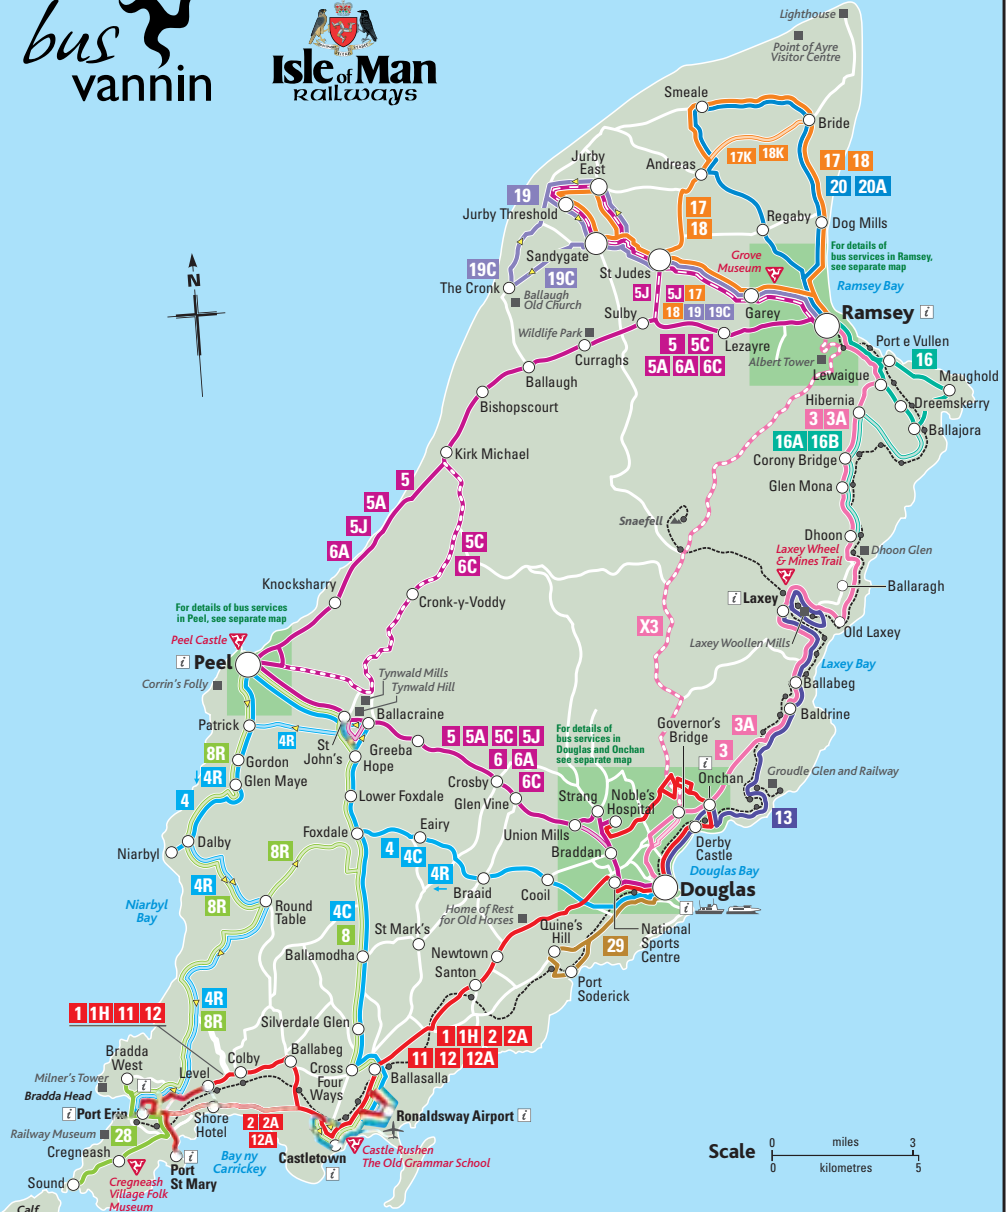 bus
vannin
Isle of Man
RAILWAYS
Lighthouse
Point of Ayre
Visitor Centre
Smeale
Bride
17K 18K
17 18
20 20A
Andreas
Jurby
East
19
Jurby Threshold
17
18
Regaby
Dog Mills
Sandygate
St Judes
Grove
Museum
For details of
bus services in Ramsey,
see separate map
Ramsey Bay
19C
19C
The Cronk
Ballaugh
Old Church
5J
5J 17
18 19 19C
Garey
Ramsey
i
N
Sulby
Wildlife Park
Lezayre
Curraghs
5 5C
5A 6A 6C
Albert Tower
Port e Vullen
16
Lewaigue
Maughold
Ballaugh
Bishopscourt
Hibernia
Dreemskerry
3 3A
Ballajora
16A 16B
Kirk Michael
Corony Bridge
Glen Mona
5
5A
5J
6A
5C
6C
Snaefell
Dhoon
Laxey Wheel
& Mines Trail
Dhoon Glen
Knocksharry
Cronk-y-Voddy
Ballaragh
For details of bus services
in Peel, see separate map
i Laxey
X3
Old Laxey
Laxey Woollen Mills
Peel Castle
i Peel
Laxey Bay
Corrin's Folly
Tynwald Mills
Tynwald Hill
Ballabeg
Patrick
Ballacraine
Baldrine
4R
St
John's
Greeba
Hope
5 5A 5C 5J
6 6A
6C
For details of
bus services in
Douglas and Onchan
see separate map
Governor's
Bridge
3A
3
i
Onchan
8R
4R
4
Gordon
Glen Maye
Groudle Glen and Railway
Crosby
Glen Vine
Strang
Noble's
Hospital
Lower Foxdale
13
Union Mills
Foxdale
Eairy
Derby
Castle
Dalby
Niarbyl
8R
4
4C
4R
Braddan
Douglas Bay
4R
8R
Braaid
Cooil
Douglas
i
Niarbyl
Bay
Round
Table
4C
8
Home of Rest
for Old Horses
St Mark's
Quine's
Hill
29
National
Sports
Centre
Ballamodha
Newtown
Santon
Port
Soderick
4R
8R
1 1H 11 12
Silverdale Glen
1 1H 2 2A
11 12 12A
Bradda
West
Level
Colby
Ballabeg
Cross
Four
Ways
Ballasalla
Milner's Tower
Bradda Head
i
i Port Erin
Shore
Hotel
2 2A
12A
Ronaldsway Airport i
Railway Museum
28
Cregneash
Bay ny
Carrickey
Castletown
i
Castle Rushen
The Old Grammar School
i
Port
St Mary
Sound
Cregneash
Village Folk
Museum
Calf
Scale
0 miles 3
0 kilometres 5